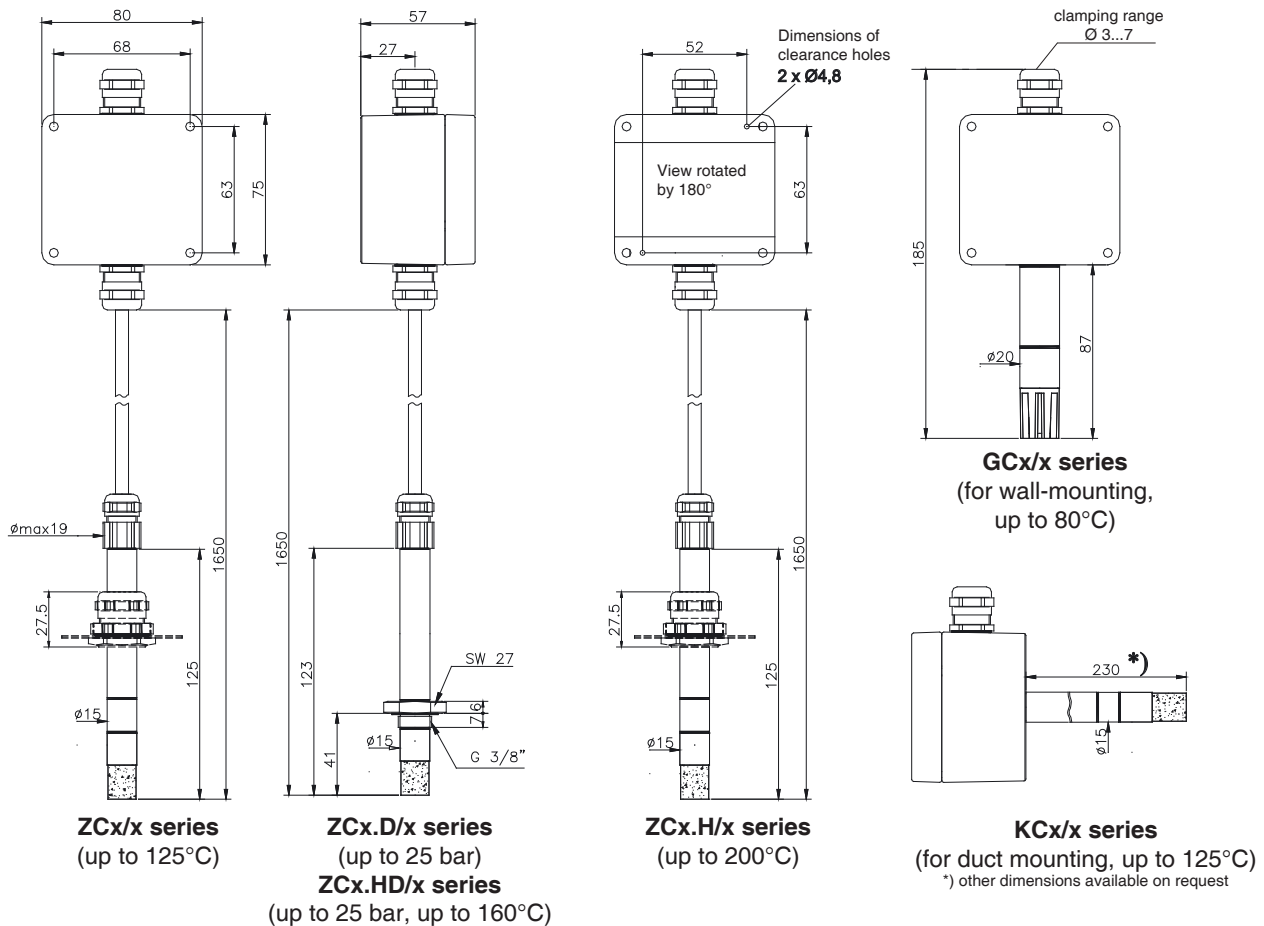 80
68
63
75
57
27
52
Dimensions of
clearance holes
2 x Ø4,8
View rotated
by 180°
63
clamping range
Ø 3...7
185
87
ø20
GCx/x series
(for wall-mounting,
up to 80°C)
ømax19
27.5
ø15
125
1650
1650
123
41
SW 27
7.6
ø15
G 3/8”
27.5
ø15
125
1650
230 *)
ø15
ZCx/x series
(up to 125°C)
ZCx.D/x series
(up to 25 bar)
ZCx.HD/x series
(up to 25 bar, up to 160°C)
ZCx.H/x series
(up to 200°C)
KCx/x series
(for duct mounting, up to 125°C)
*) other dimensions available on request